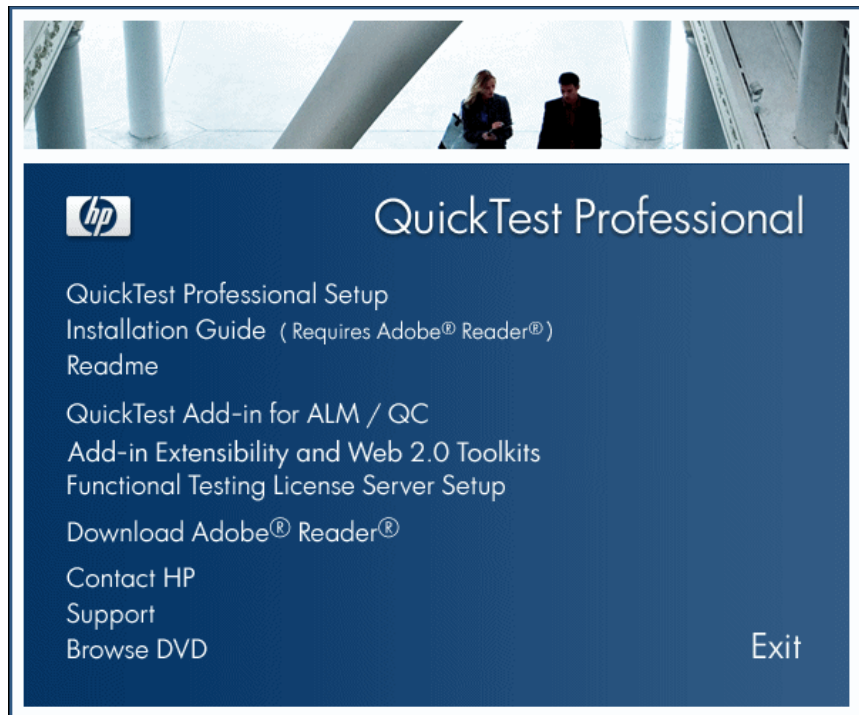 hp
QuickTest Professional
QuickTest Professional Setup
Installation Guide ( Requires Adobe® Reader® )
Readme
QuickTest Add-in for ALM / QC
Add-in Extensibility and Web 2.0 Toolkits
Functional Testing License Server Setup
Download Adobe® Reader®
Contact HP
Support
Browse DVD
Exit